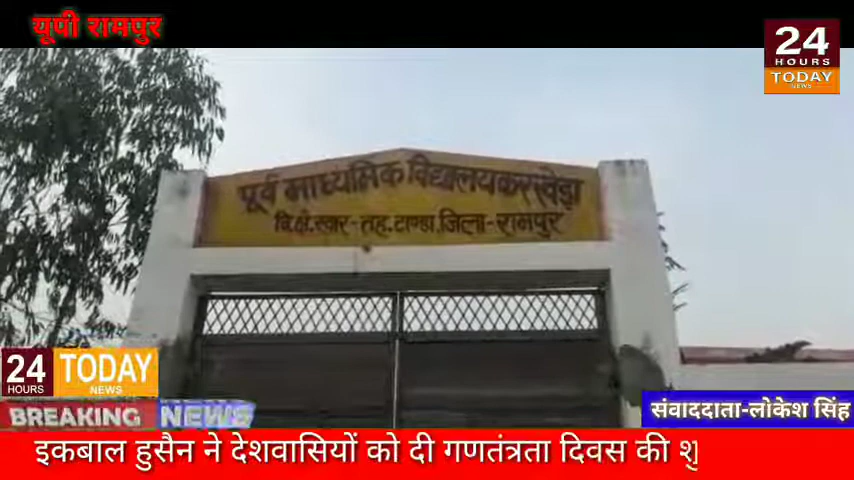 यूपी रामपुर
24
HOURS
TODAY
NEWS
पूर्व माध्यमिक विद्यालय करखेड़ा
वि.क्षे.स्वार-तह.टाण्डा जिला-रामपुर
24
HOURS
TODAY
NEWS
BREAKING NEWS
संवाददाता-लोकेश सिंह
इकबाल हुसैन ने देशवासियों को दी गणतंत्रता दिवस की शु